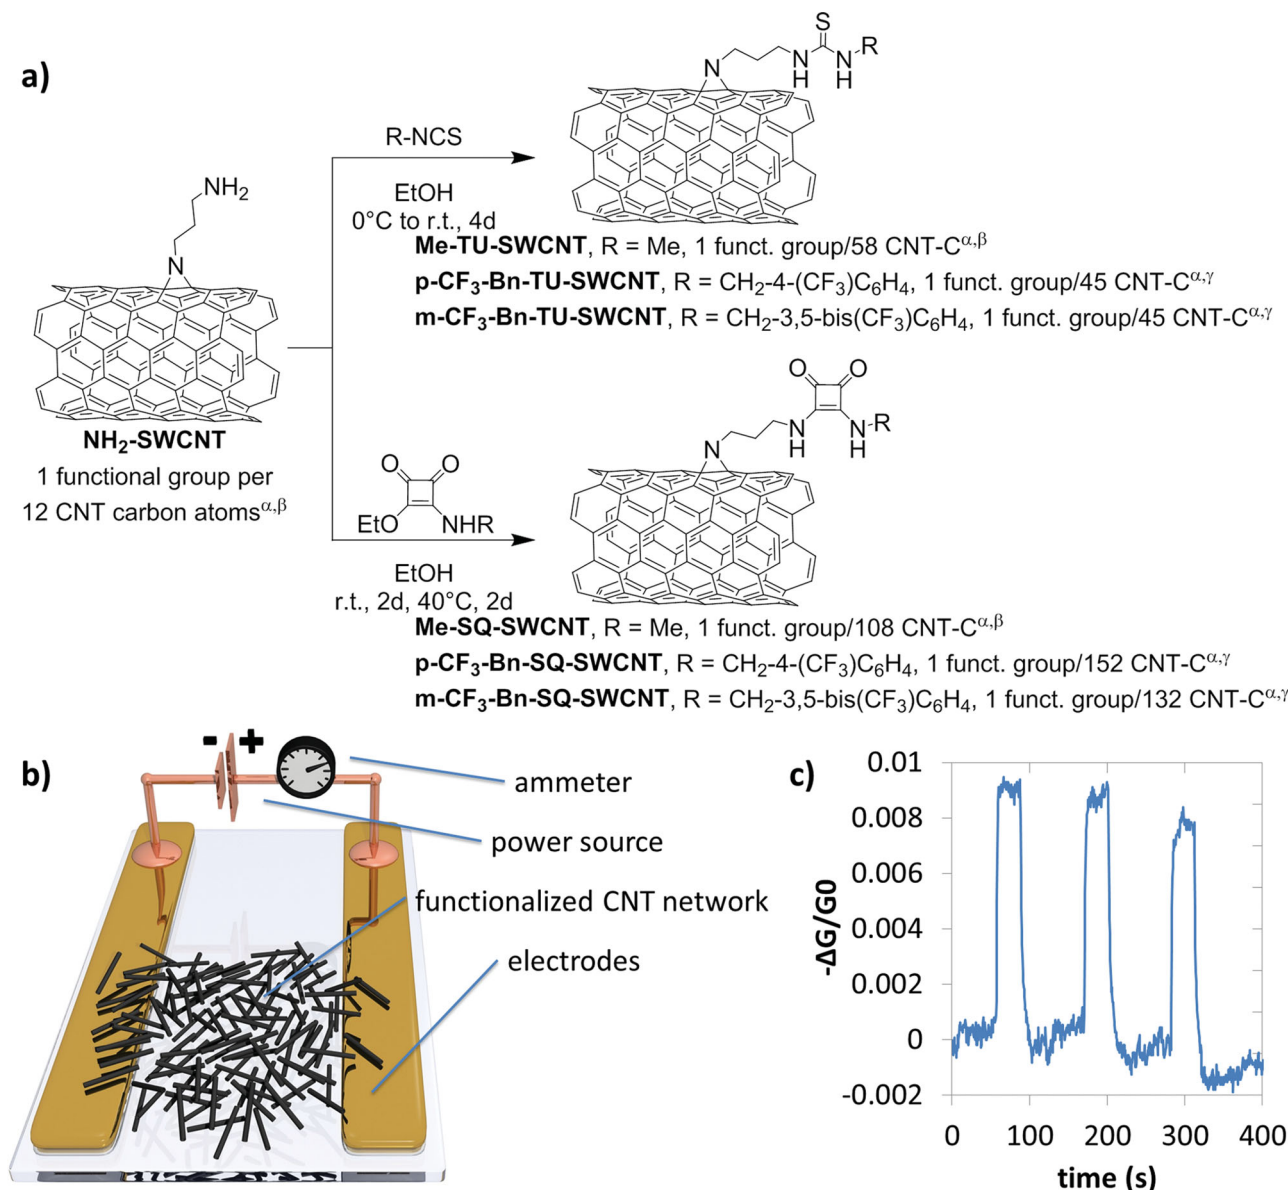 a)
NH₂
N
NH₂-SWCNT
1 functional group per
12 CNT carbon atomsα,β
R-NCS
EtOH
0°C to r.t., 4d
S
N
N
N
R
H
H
Me-TU-SWCNT, R = Me, 1 funct. group/58 CNT-Cα,β
p-CF₃-Bn-TU-SWCNT, R = CH₂-4-(CF₃)C₆H₄, 1 funct. group/45 CNT-Cα,γ
m-CF₃-Bn-TU-SWCNT, R = CH₂-3,5-bis(CF₃)C₆H₄, 1 funct. group/45 CNT-Cα,γ
O
O
EtO
NHR
EtOH
r.t., 2d, 40°C, 2d
O
O
N
N
H
N
R
H
Me-SQ-SWCNT, R = Me, 1 funct. group/108 CNT-Cα,β
p-CF₃-Bn-SQ-SWCNT, R = CH₂-4-(CF₃)C₆H₄, 1 funct. group/152 CNT-Cα,γ
m-CF₃-Bn-SQ-SWCNT, R = CH₂-3,5-bis(CF₃)C₆H₄, 1 funct. group/132 CNT-Cα,γ
b)
- +
ammeter
power source
functionalized CNT network
electrodes
c)
-ΔG/G0
0.01
0.008
0.006
0.004
0.002
0
-0.002
0 100 200 300 400
time (s)